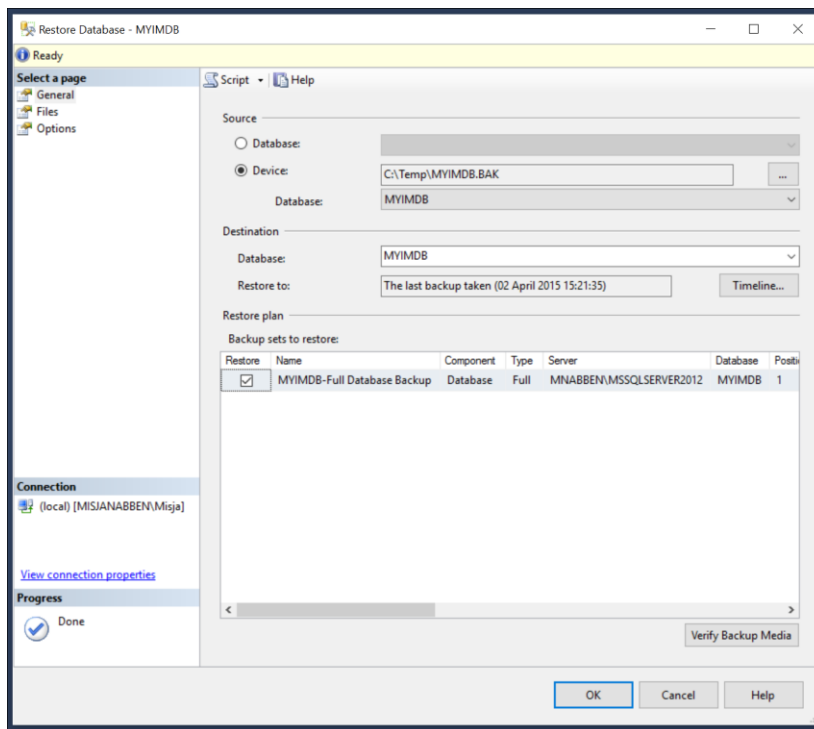 Restore Database - MYIMDB
Ready
Select a page
General
Files
Options
Script Help
Source
Database:
Device: C:\Temp\MYIMDB.BAK ...
Database: MYIMDB
Destination
Database: MYIMDB
Restore to: The last backup taken (02 April 2015 15:21:35) Timeline...
Restore plan
Backup sets to restore:
Restore Name Component Type Server Database Positi
MYIMDB-Full Database Backup Database Full MNABBEN\MSSQLSERVER2012 MYIMDB 1
Connection
(local) [MISJANABBEN\Misja]
View connection properties
Progress
Done
Verify Backup Media
OK Cancel Help